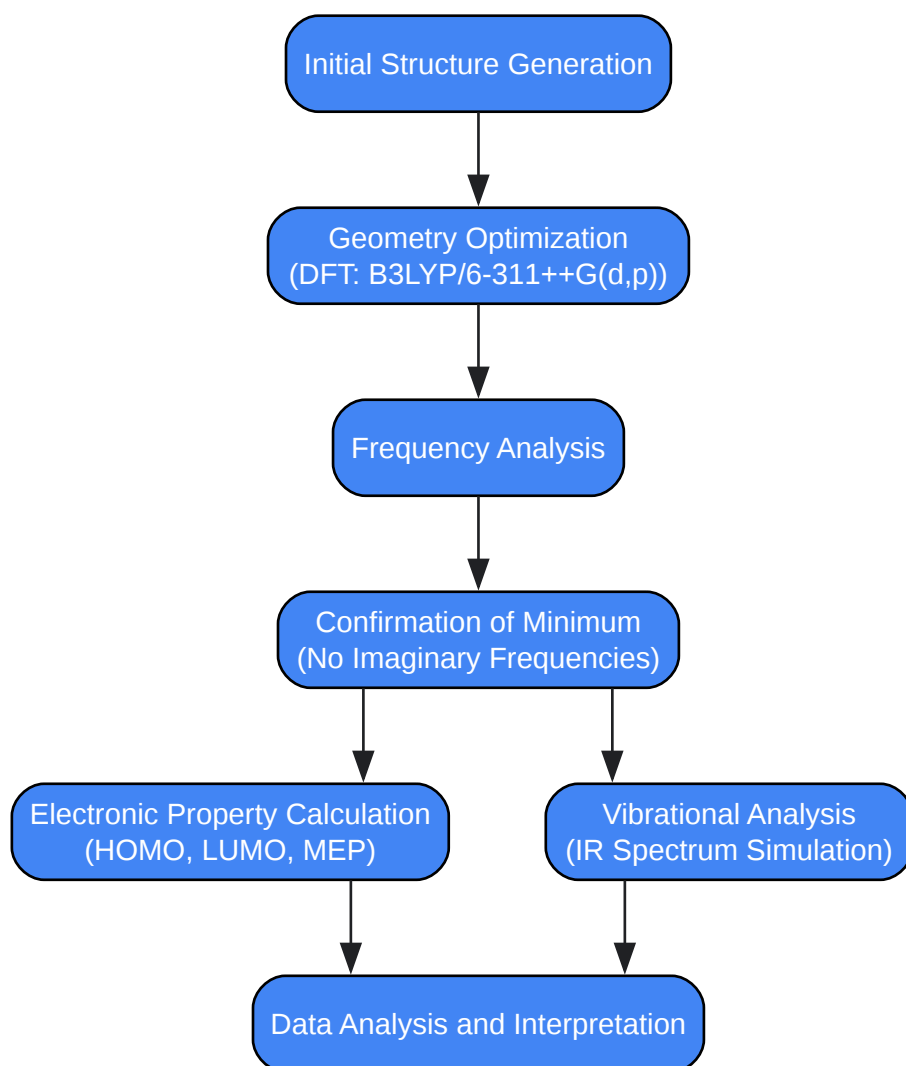 Initial Structure Generation
Geometry Optimization
(DFT: B3LYP/6-311++G(d,p))
Frequency Analysis
Confirmation of Minimum
(No Imaginary Frequencies)
Electronic Property Calculation
(HOMO, LUMO, MEP)
Vibrational Analysis
(IR Spectrum Simulation)
Data Analysis and Interpretation